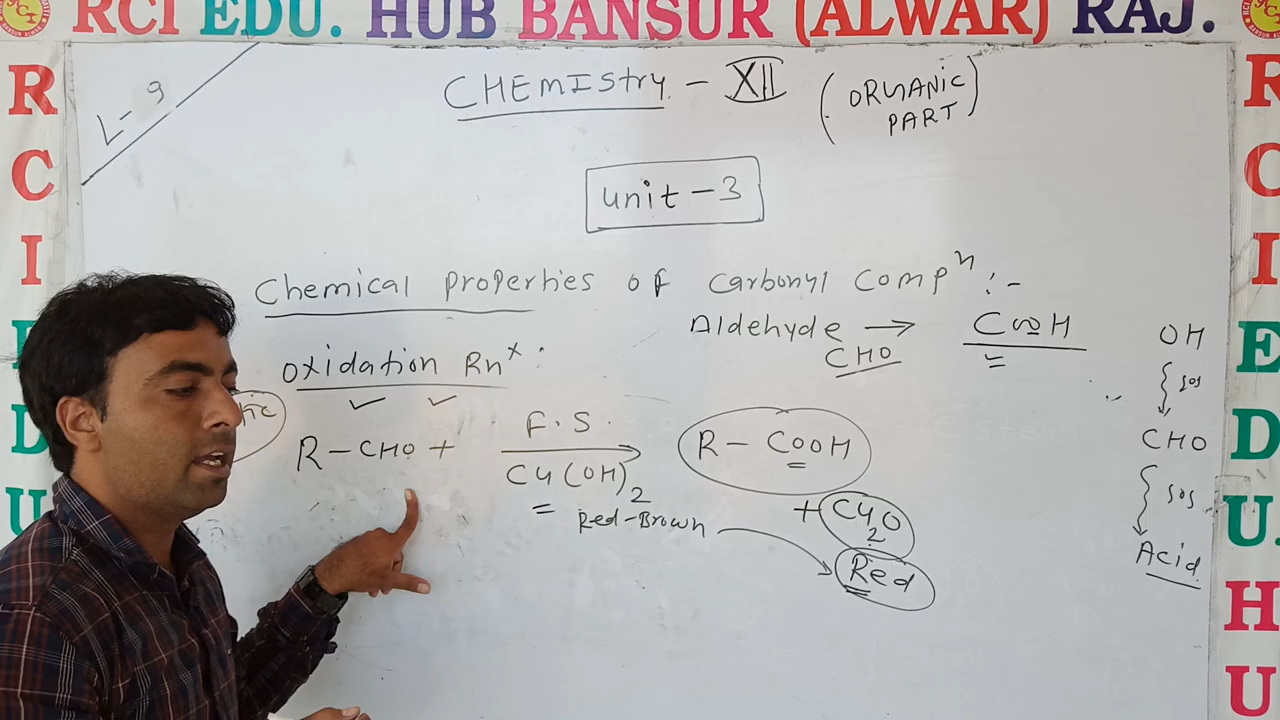 RCI EDU. HUB BANSUR (ALWAR) RAJ.
L-9
CHEMIStry - XII (ORGANIC PART)
unit-3
Chemical properties of Carbonyl Compⁿ :-
Aldehyde → COOH
CHO
Oxidation Rnˣ :
R-CHO + F.S. → R-COOH
Cu(OH)₂
Red-Brown
+ Cu₂O
Red
OH
[o]
CHO
[o]
Acid
R
C
I
E
D
U
R
C
I
E
D
U.
H
U